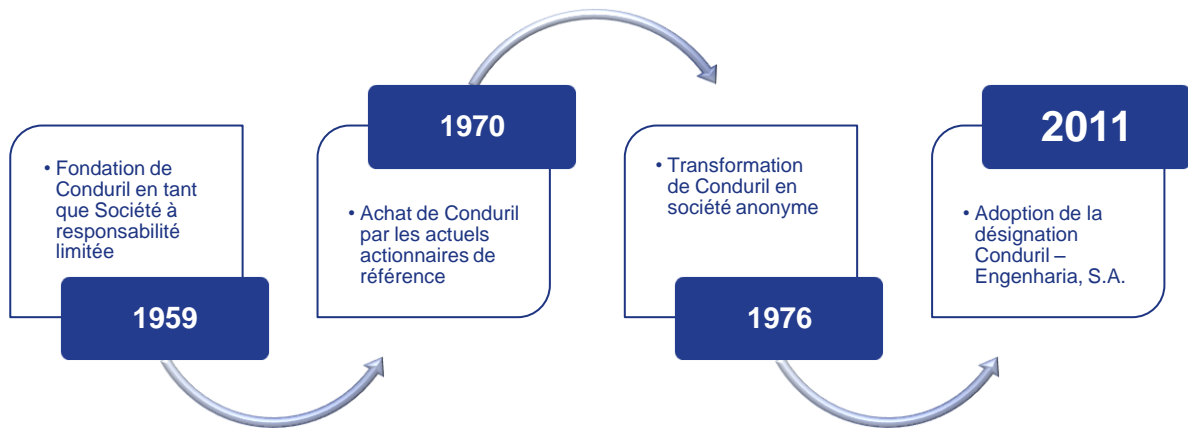 • Fondation de
Conduril en tant
que Société à
responsabilité
limitée
1959
1970
• Achat de Conduril
par les actuels
actionnaires de
référence
• Transformation
de Conduril en
société anonyme
1976
2011
• Adoption de la
désignation
Conduril –
Engenharia, S.A.